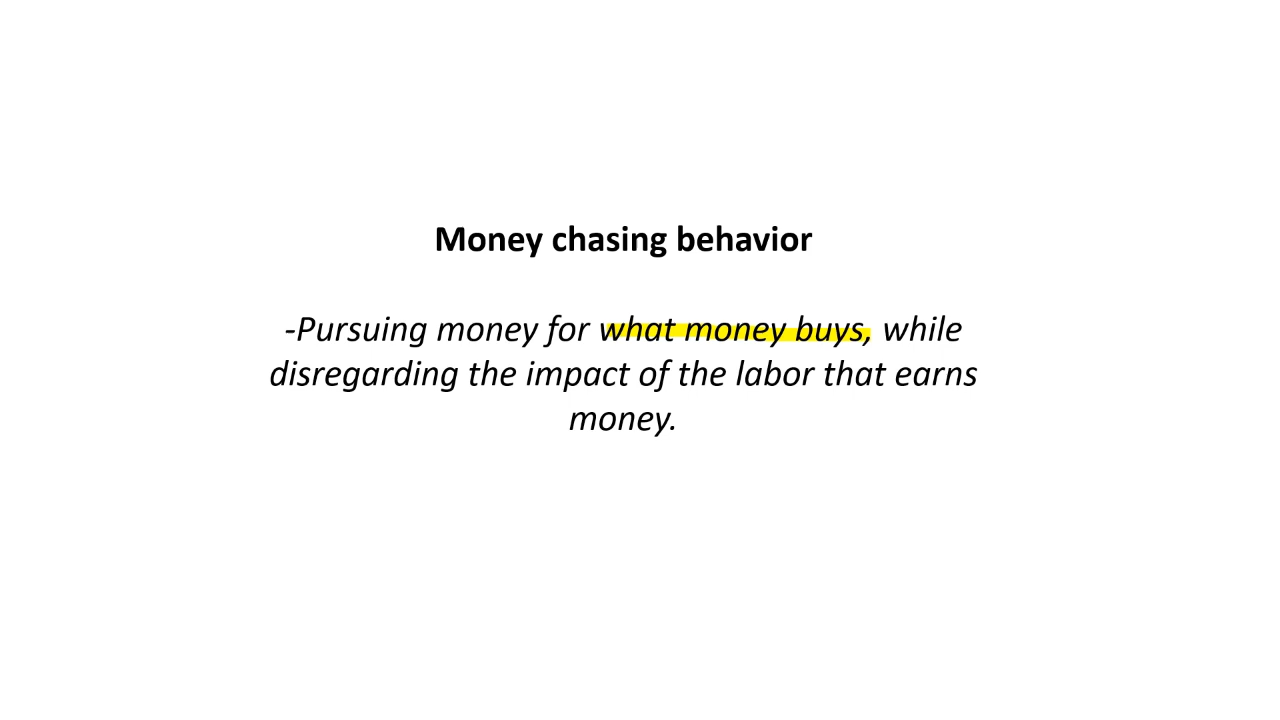 Money chasing behavior
-Pursuing money for what money buys, while
disregarding the impact of the labor that earns
money.